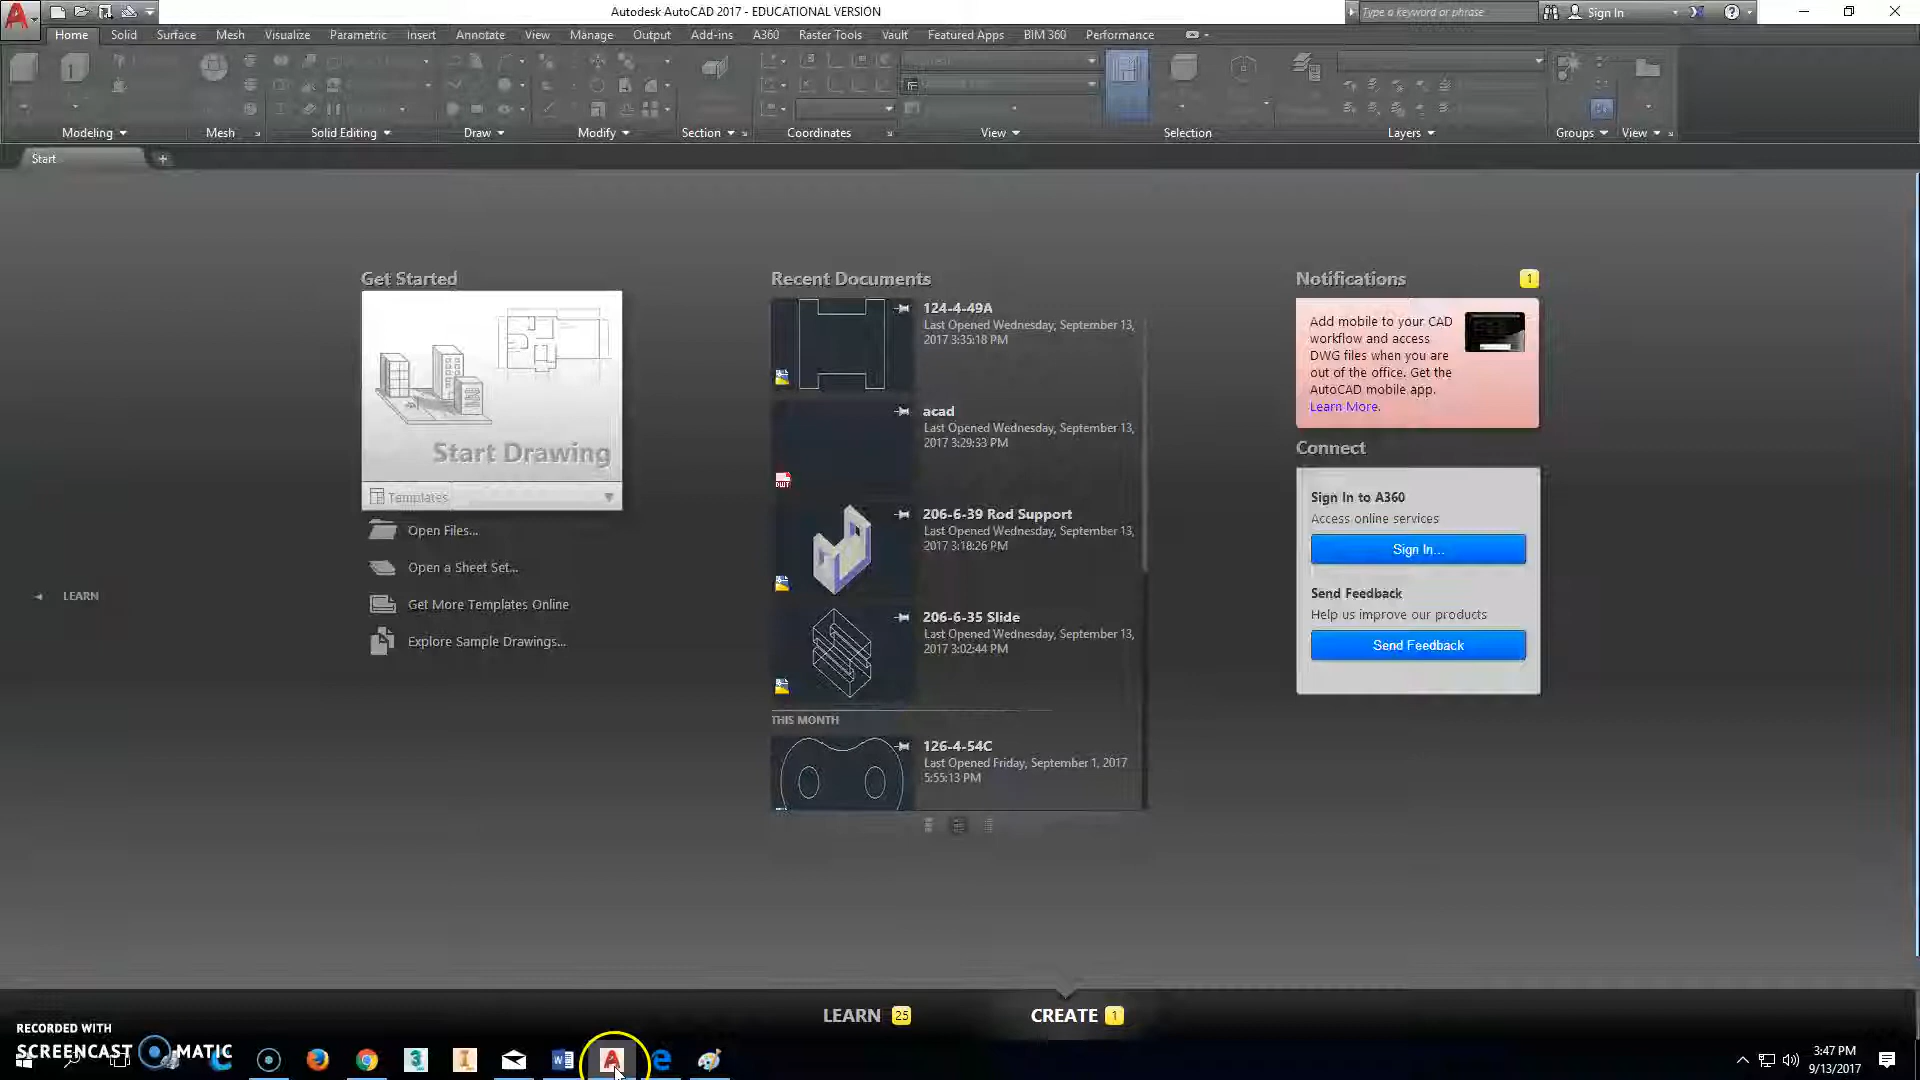 Autodesk AutoCAD 2017 - EDUCATIONAL VERSION
Type a keyword or phrase
Sign In
Home Solid Surface Mesh Visualize Parametric Insert Annotate View Manage Output Add-ins A360 Raster Tools Vault Featured Apps BIM 360 Performance
Modeling Mesh Solid Editing Draw Modify Section Coordinates View Selection Layers Groups View
Start
Get Started
Start Drawing
Templates
Open Files...
Open a Sheet Set...
Get More Templates Online
Explore Sample Drawings...
LEARN
Recent Documents
124-4-49A
Last Opened Wednesday, September 13,
2017 3:35:18 PM
acad
Last Opened Wednesday, September 13,
2017 3:29:33 PM
DWT
206-6-39 Rod Support
Last Opened Wednesday, September 13,
2017 3:18:26 PM
206-6-35 Slide
Last Opened Wednesday, September 13,
2017 3:02:44 PM
THIS MONTH
126-4-54C
Last Opened Friday, September 1, 2017
5:55:13 PM
Notifications 1
Add mobile to your CAD
workflow and access
DWG files when you are
out of the office. Get the
AutoCAD mobile app.
Learn More.
Connect
Sign In to A360
Access online services
Sign In...
Send Feedback
Help us improve our products
Send Feedback
LEARN 25 CREATE 1
RECORDED WITH
SCREENCAST MATIC
3:47 PM
9/13/2017